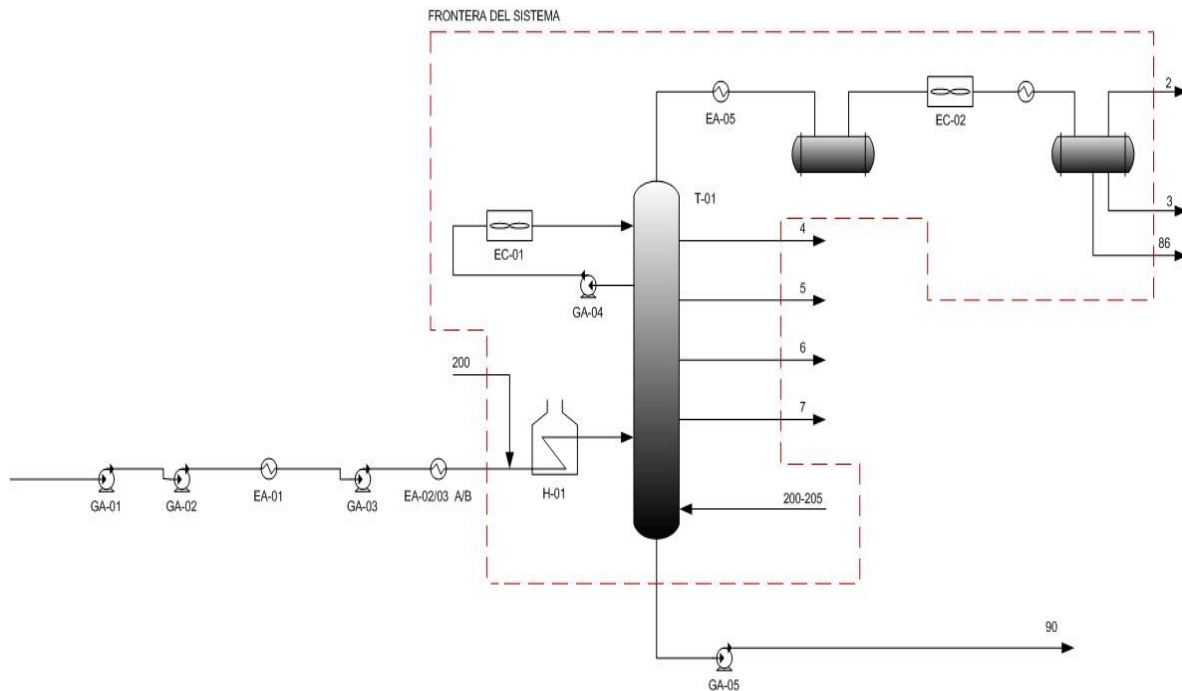 FRONTERA DEL SISTEMA
2
EA-05
EC-02
T-01
3
4
86
EC-01
5
GA-04
6
200
7
GA-01
GA-02
EA-01
GA-03
EA-02/03 A/B
H-01
200-205
90
GA-05